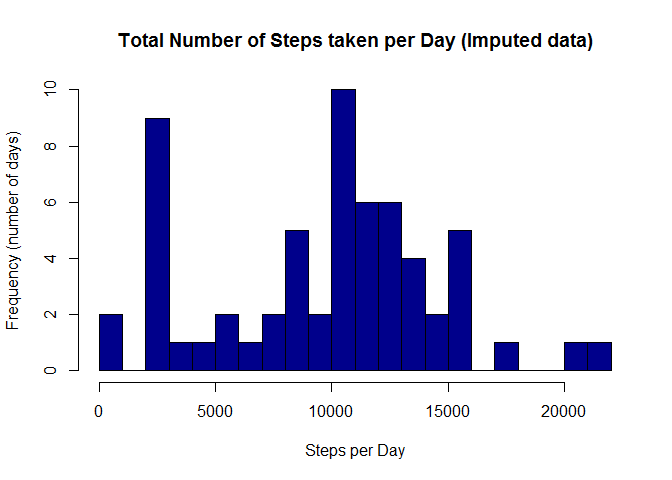 Total Number of Steps taken per Day (Imputed data)
Frequency (number of days)
10
8
6
4
2
0
0 5000 10000 15000 20000
Steps per Day